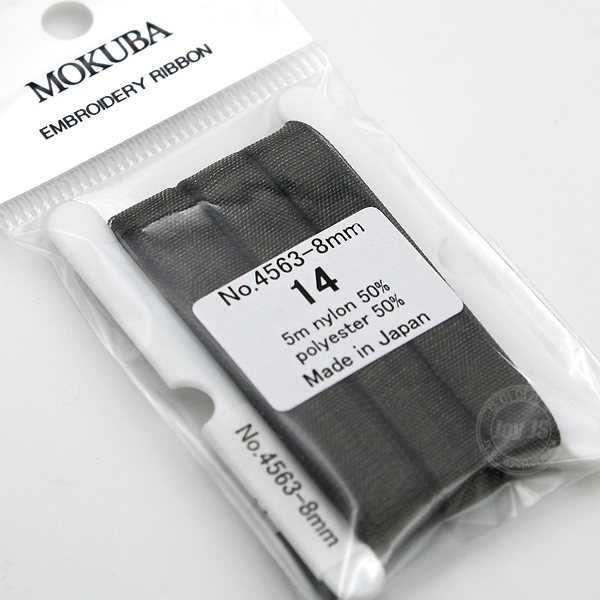 MOKUBA
EMBROIDERY RIBBON
No.4563-8mm
14
5m nylon 50%
polyester 50%
Made in Japan
No.4563-8mm